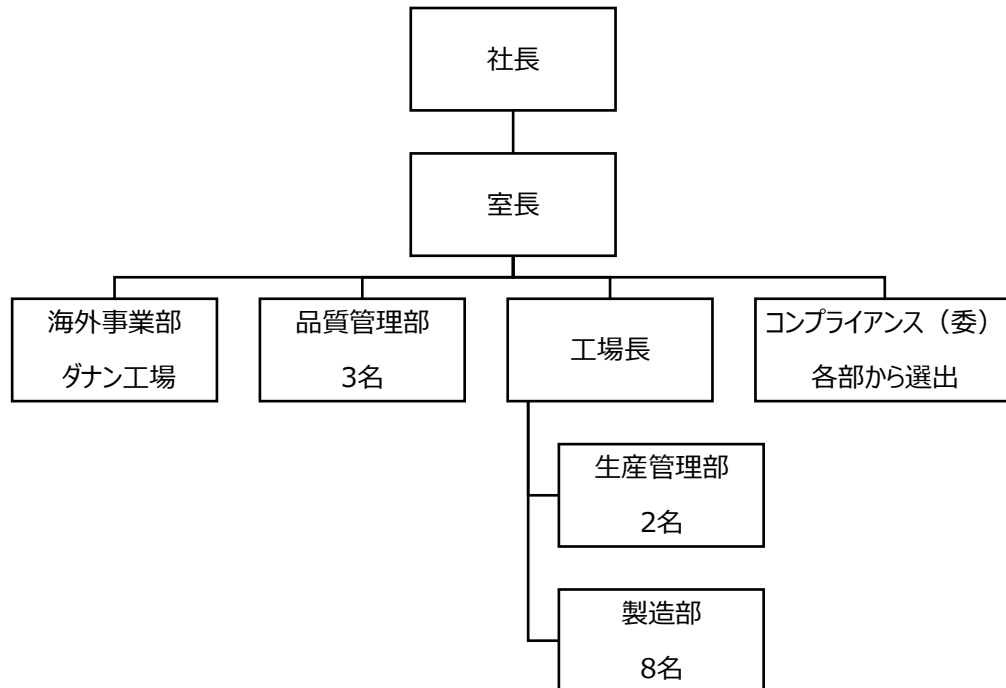 社長
室長
海外事業部
ダナン工場
品質管理部
3名
工場長
コンプライアンス（委）
各部から選出
生産管理部
2名
製造部
8名